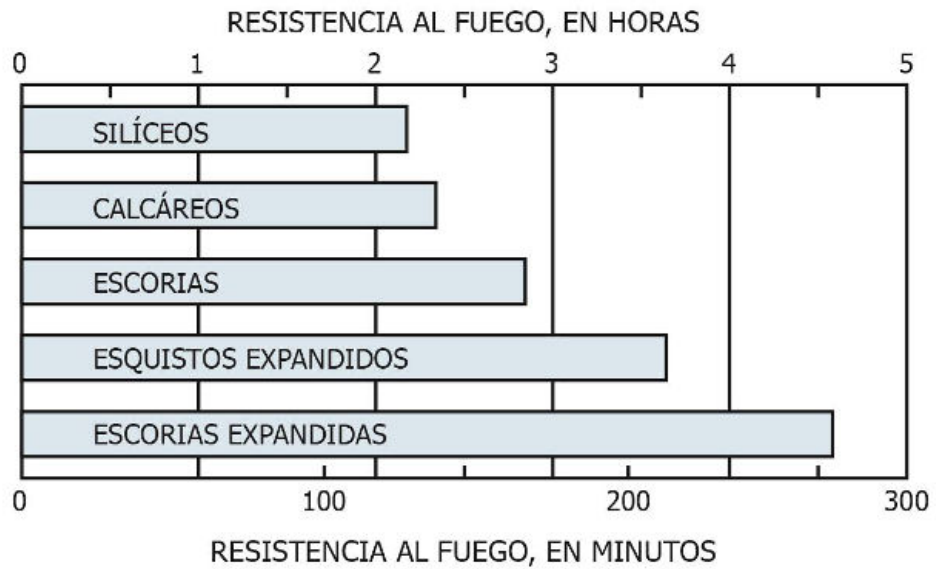 RESISTENCIA AL FUEGO, EN HORAS
0 1 2 3 4 5
SILÍCEOS
CALCÁREOS
ESCORIAS
ESQUISTOS EXPANDIDOS
ESCORIAS EXPANDIDAS
0 100 200 300
RESISTENCIA AL FUEGO, EN MINUTOS